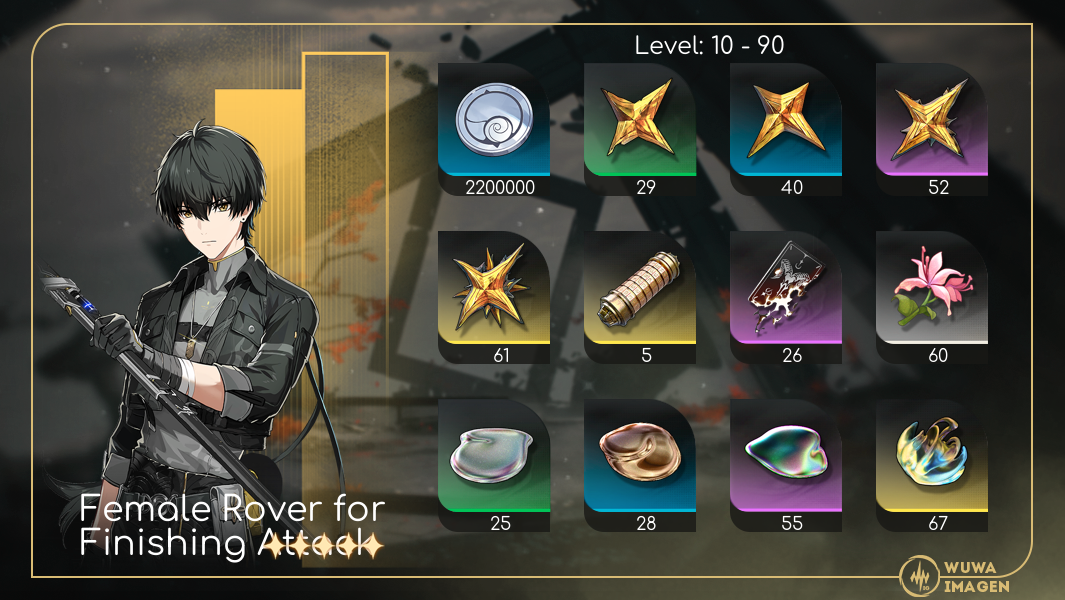 Level: 10 - 90
2200000 29 40 52
61 5 26 60
25 28 55 67
Female Rover for
Finishing Attack
WUWA
IMAGEN